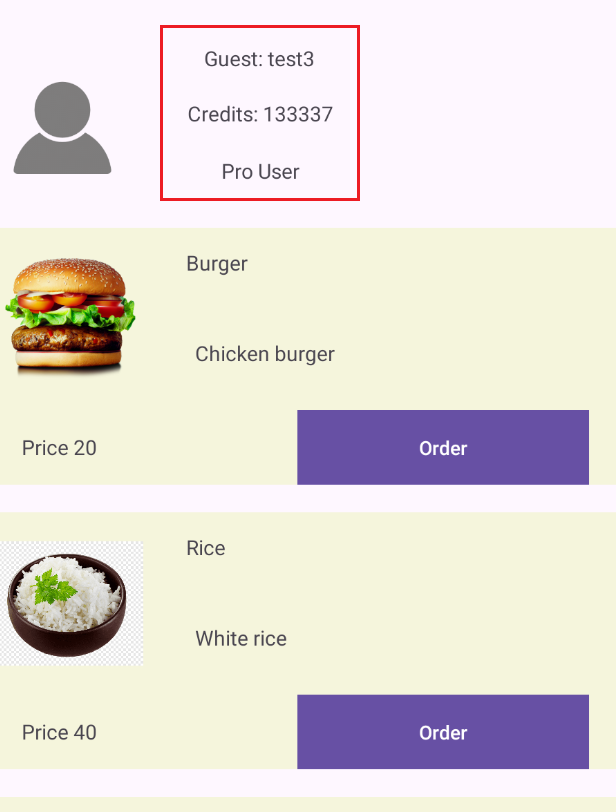 Guest: test3
Credits: 133337
Pro User
Burger
Chicken burger
Price 20
Order
Rice
White rice
Price 40
Order